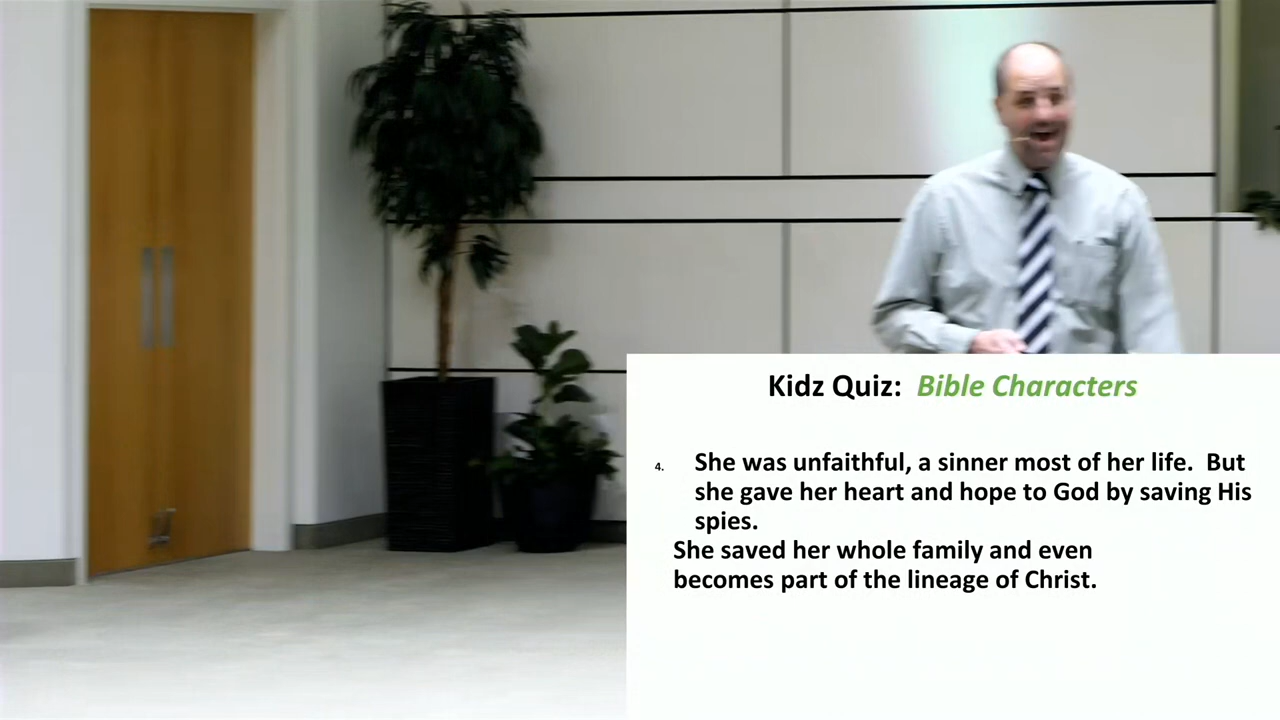 Kidz Quiz: Bible Characters
4. She was unfaithful, a sinner most of her life. But
she gave her heart and hope to God by saving His
spies.
She saved her whole family and even
becomes part of the lineage of Christ.